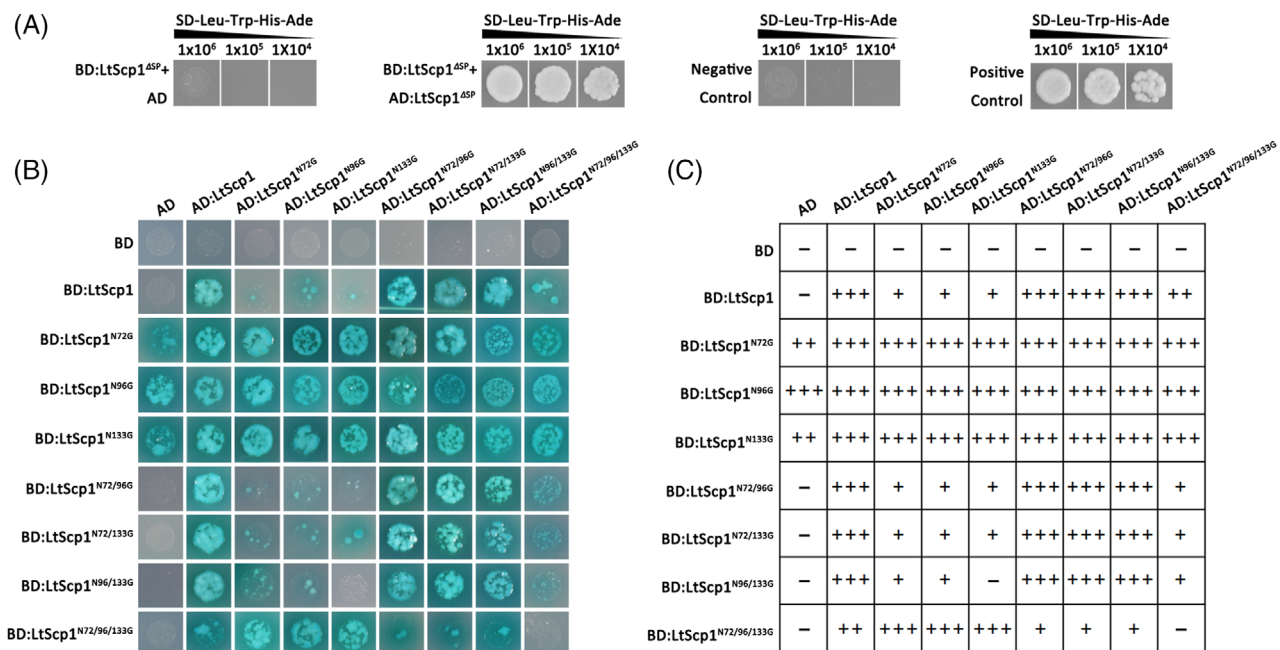 (A)
SD-Leu-Trp-His-Ade
1x10⁶ 1x10⁵ 1X10⁴
BD:LtScp1ΔSP+
AD
SD-Leu-Trp-His-Ade
1x10⁶ 1x10⁵ 1X10⁴
BD:LtScp1ΔSP+
AD:LtScp1ΔSP
SD-Leu-Trp-His-Ade
1x10⁶ 1x10⁵ 1X10⁴
Negative
Control
SD-Leu-Trp-His-Ade
1x10⁶ 1x10⁵ 1X10⁴
Positive
Control
(B)
AD AD:LtScp1 AD:LtScp1N72G AD:LtScp1N96G AD:LtScp1N133G AD:LtScp1N72/96G AD:LtScp1N72/133G AD:LtScp1N96/133G AD:LtScp1N72/96/133G
BD
BD:LtScp1
BD:LtScp1N72G
BD:LtScp1N96G
BD:LtScp1N133G
BD:LtScp1N72/96G
BD:LtScp1N72/133G
BD:LtScp1N96/133G
BD:LtScp1N72/96/133G
(C)
AD AD:LtScp1 AD:LtScp1N72G AD:LtScp1N96G AD:LtScp1N133G AD:LtScp1N72/96G AD:LtScp1N72/133G AD:LtScp1N96/133G AD:LtScp1N72/96/133G
BD − − − − − − − − −
BD:LtScp1 − +++ + + + +++ +++ +++ ++
BD:LtScp1N72G ++ +++ +++ +++ +++ +++ +++ +++ +++
BD:LtScp1N96G +++ +++ +++ +++ +++ +++ +++ +++ +++
BD:LtScp1N133G ++ +++ +++ +++ +++ +++ +++ +++ +++
BD:LtScp1N72/96G − +++ + + + +++ +++ +++ +
BD:LtScp1N72/133G − +++ + + + +++ +++ +++ +
BD:LtScp1N96/133G − +++ + + − +++ +++ +++ +
BD:LtScp1N72/96/133G − ++ +++ +++ +++ + + + −